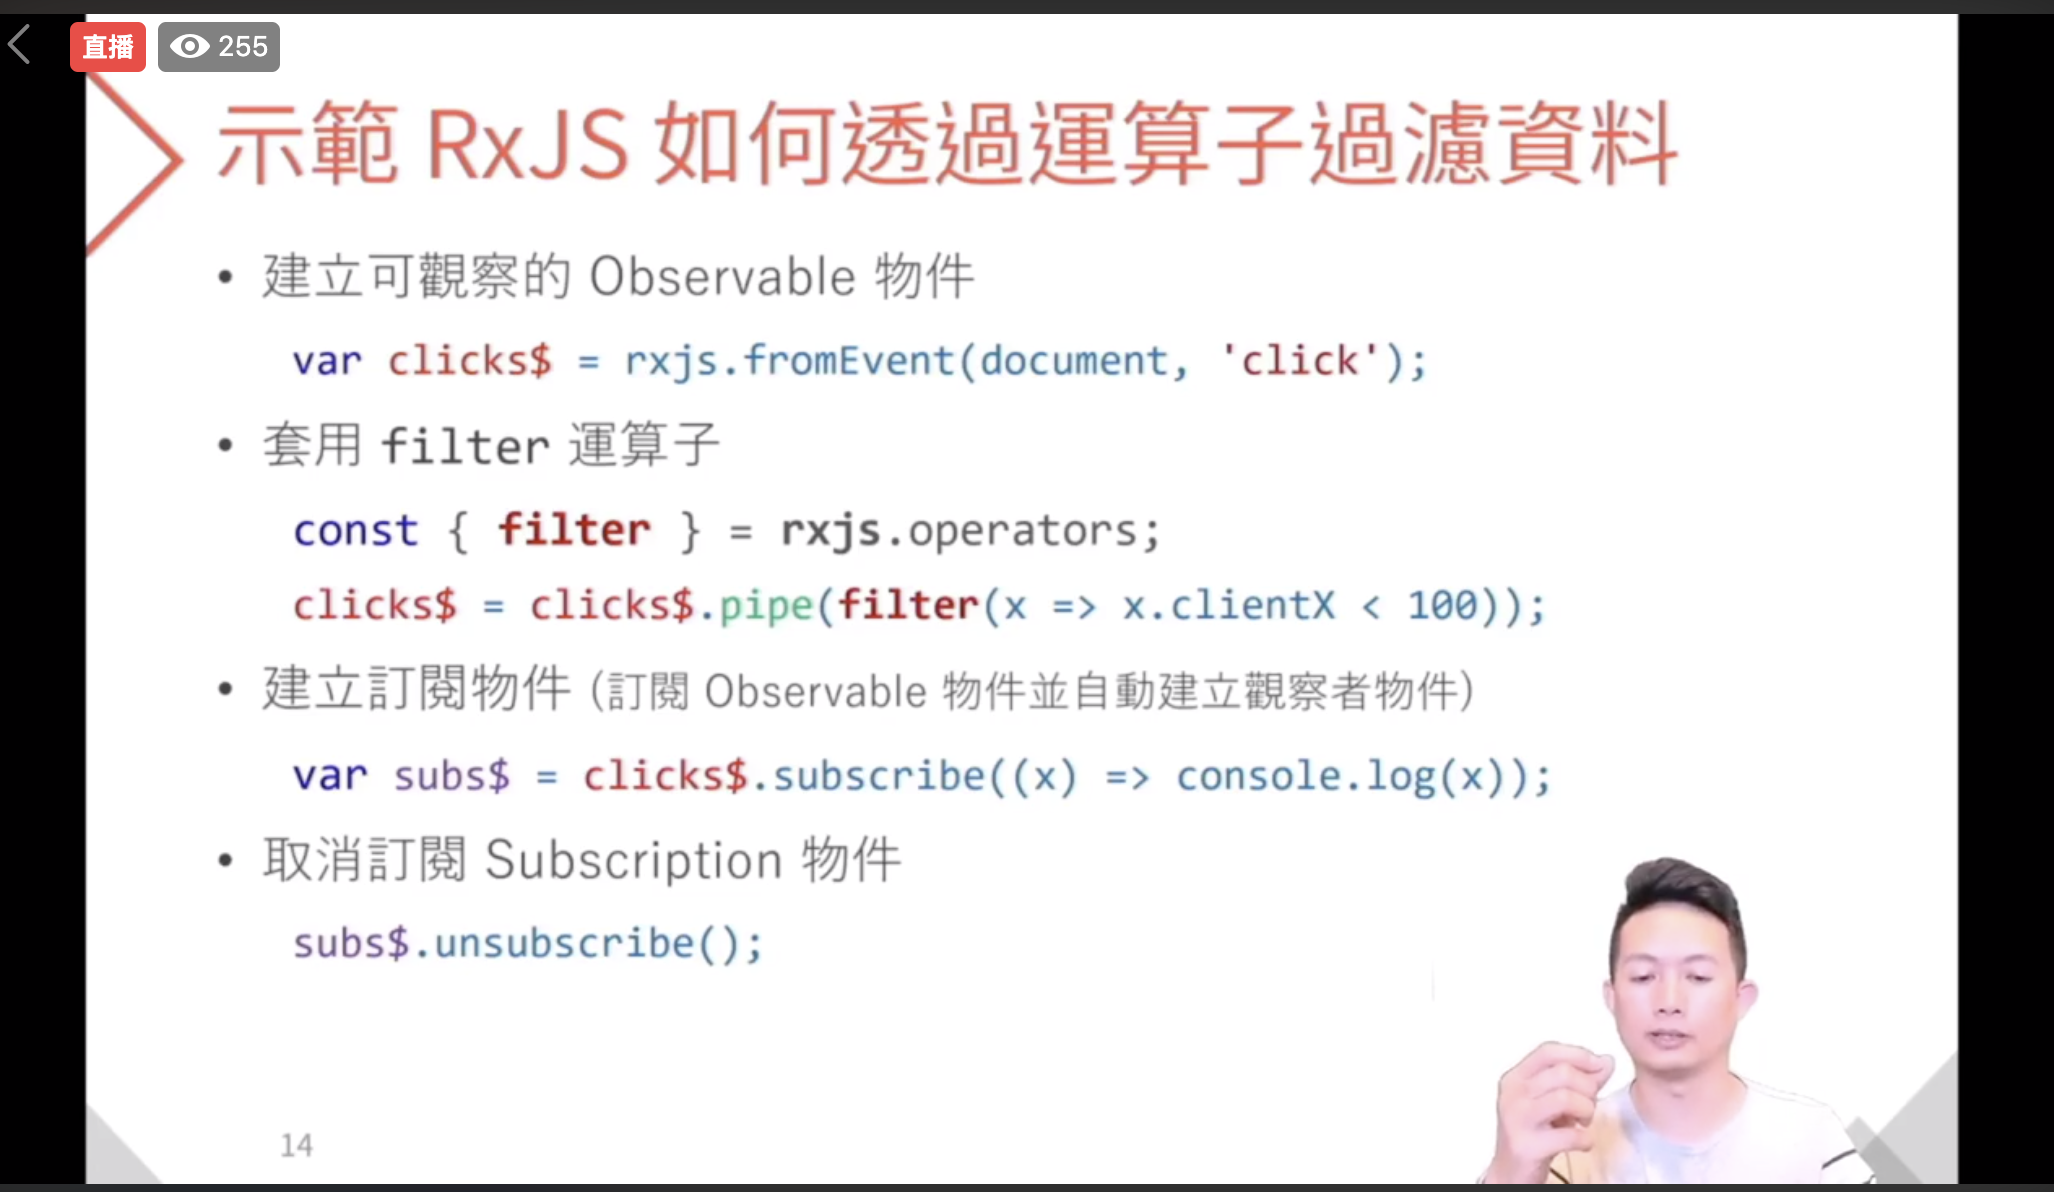 直播 255
示範 RxJS 如何透過運算子過濾資料
• 建立可觀察的 Observable 物件
var clicks$ = rxjs.fromEvent(document, 'click');
• 套用 filter 運算子
const { filter } = rxjs.operators;
clicks$ = clicks$.pipe(filter(x => x.clientX < 100));
• 建立訂閱物件 (訂閱 Observable 物件並自動建立觀察者物件)
var subs$ = clicks$.subscribe((x) => console.log(x));
• 取消訂閱 Subscription 物件
subs$.unsubscribe();
14